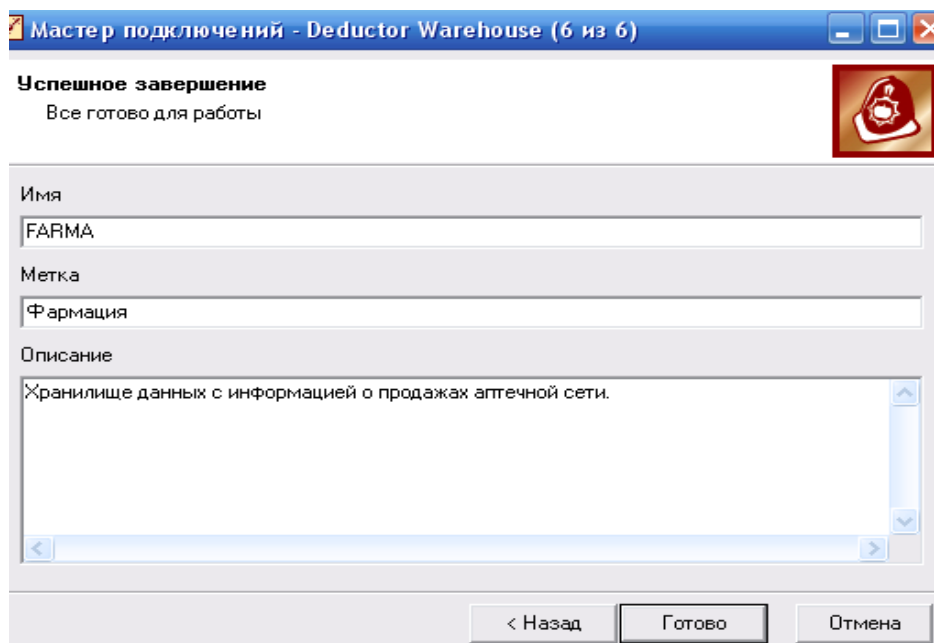 Мастер подключений - Deductor Warehouse (6 из 6)
Успешное завершение
Все готово для работы
Имя
FARMA
Метка
Фармация
Описание
Хранилище данных с информацией о продажах аптечной сети.
< Назад
Готово
Отмена